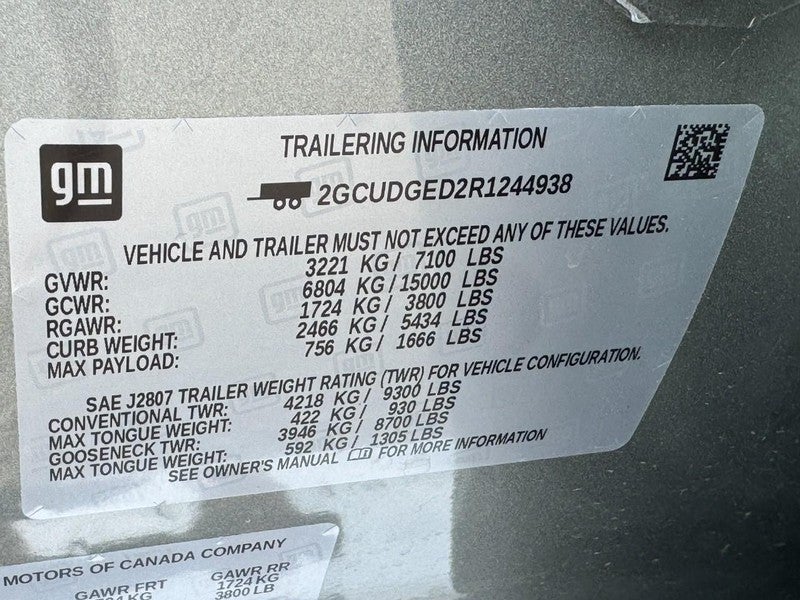 gm
TRAILERING INFORMATION
2GCUDGED2R1244938
VEHICLE AND TRAILER MUST NOT EXCEED ANY OF THESE VALUES.
GVWR: 3221 KG / 7100 LBS
GCWR: 6804 KG / 15000 LBS
RGAWR: 1724 KG / 3800 LBS
CURB WEIGHT: 2466 KG / 5434 LBS
MAX PAYLOAD: 756 KG / 1666 LBS
SAE J2807 TRAILER WEIGHT RATING (TWR) FOR VEHICLE CONFIGURATION.
CONVENTIONAL TWR: 4218 KG / 9300 LBS
MAX TONGUE WEIGHT: 422 KG / 930 LBS
GOOSENECK TWR: 3946 KG / 8700 LBS
MAX TONGUE WEIGHT: 592 KG / 1305 LBS
SEE OWNER'S MANUAL FOR MORE INFORMATION
MOTORS OF CANADA COMPANY
GAWR FRT GAWR RR
KG 1724 KG
3800 LB